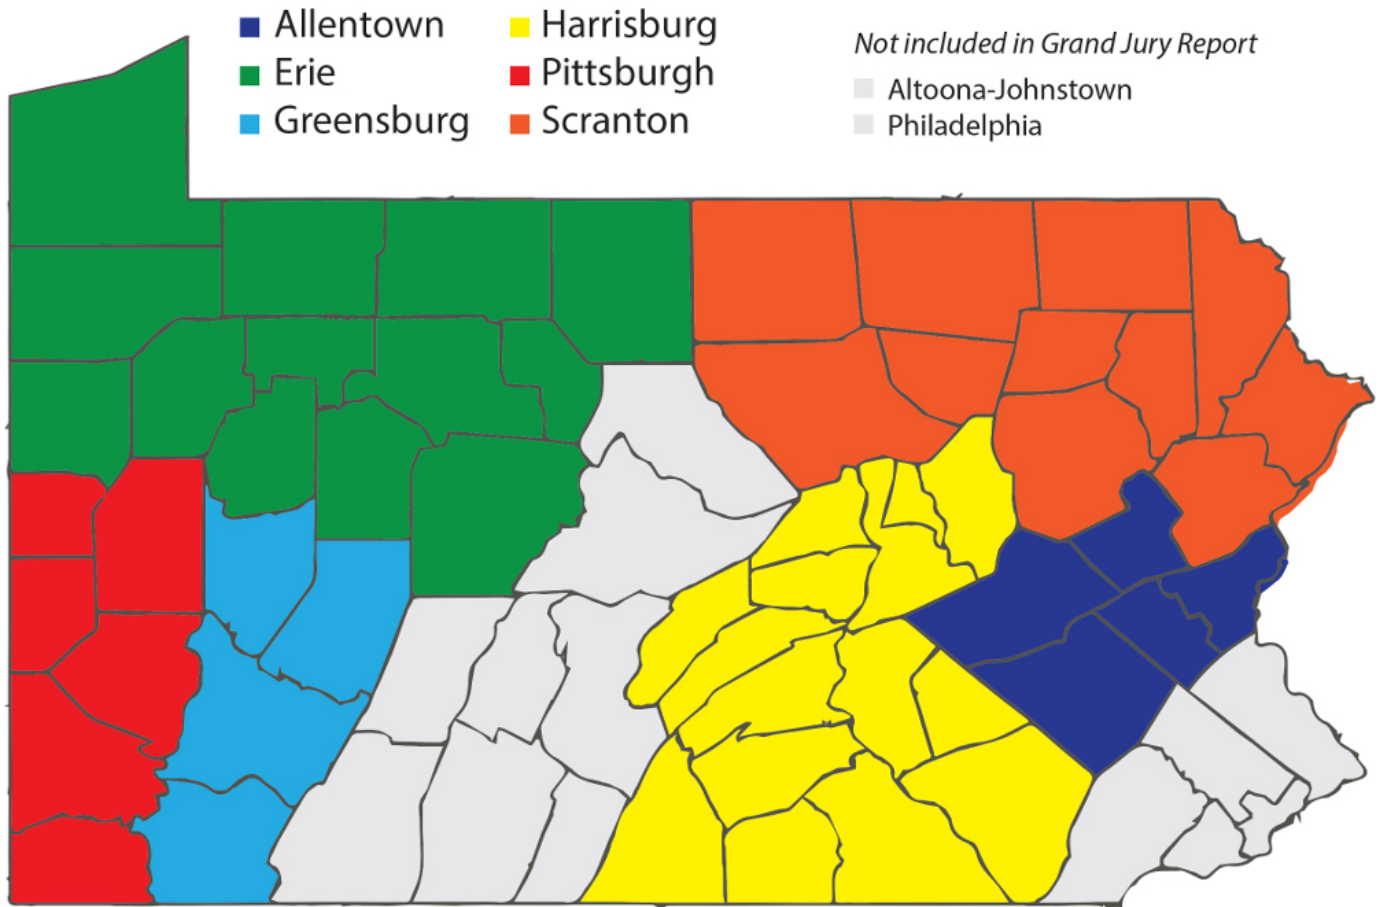 Allentown
Erie
Greensburg
Harrisburg
Pittsburgh
Scranton
Not included in Grand Jury Report
Altoona-Johnstown
Philadelphia